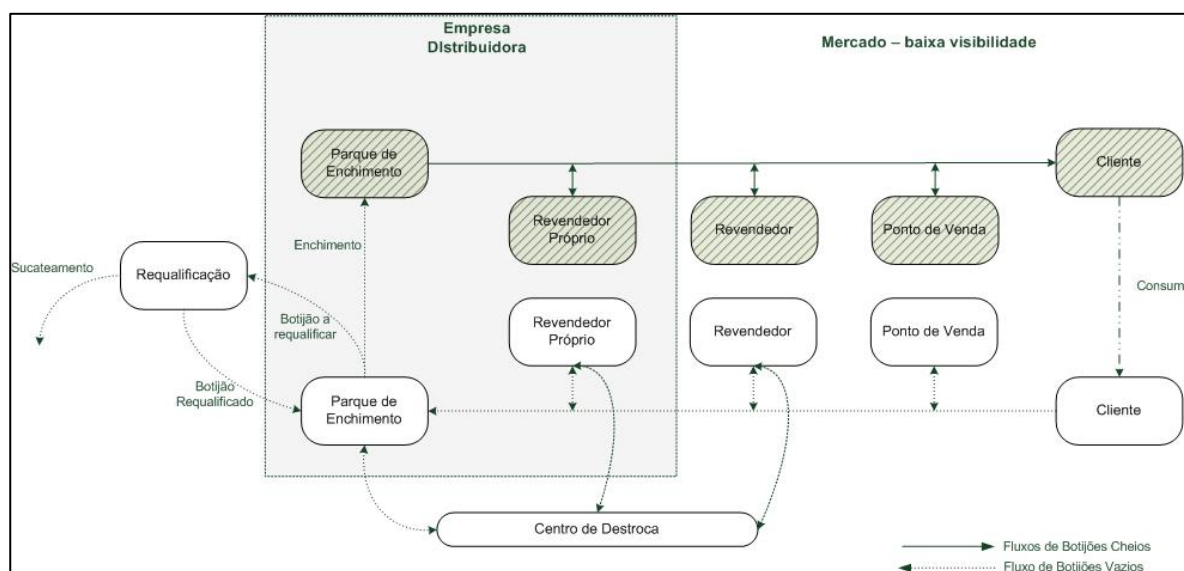 Empresa
DIstribuidora
Mercado – baixa visibilidade
Parque de
Enchimento
Cliente
Revendedor
Próprio
Revendedor
Ponto de Venda
Enchimento
Sucateamento
Requalificação
Consum
Botijão a
requalificar
Revendedor
Próprio
Revendedor
Ponto de Venda
Botijão
Requalificado
Parque de
Enchimento
Cliente
Centro de Destroca
Fluxos de Botijões Cheios
Fluxo de Botijões Vazios